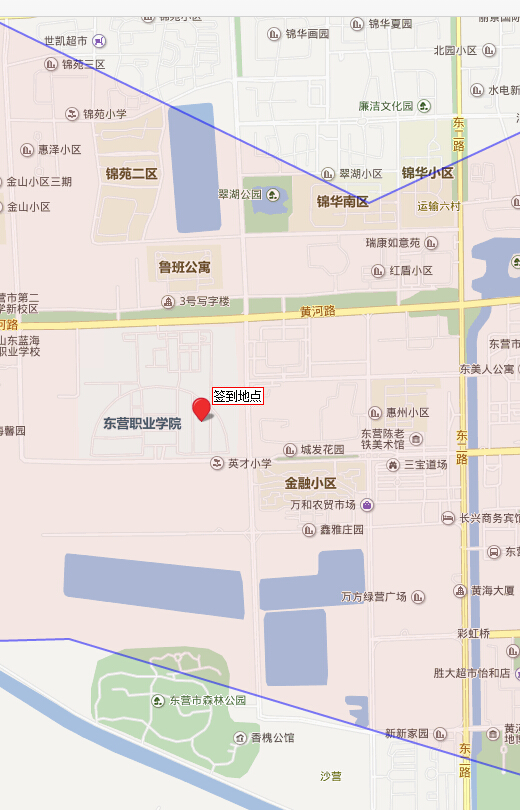 锦苑小区
锦华夏园
锦华画园
世凯超市
北园小区
锦苑三区
水电新
廉洁文化园
锦苑小学
东二路
惠泽小区
锦苑二区
翠湖小区
锦华小区
金山小区三期
翠湖公园
锦华南区
金山小区
运输六村
瑞康如意苑
鲁班公寓
红盾小区
营市第二
学新校区
3号写字楼
黄河路
河路
山东蓝海
职业学校
东营市
东美人公寓
签到地点
惠州小区
东营职业学院
海馨园
东营陈老
铁美术馆
东二路
城发花园
英才小学
三宝道场
金融小区
万和农贸市场
长兴商务宾馆
鑫雅庄园
东营
黄海大厦
万方绿营广场
彩虹桥
胜大超市怡和店
东营市森林公园
新新家园
黄河
地博
香槐公馆
东二路
沙营